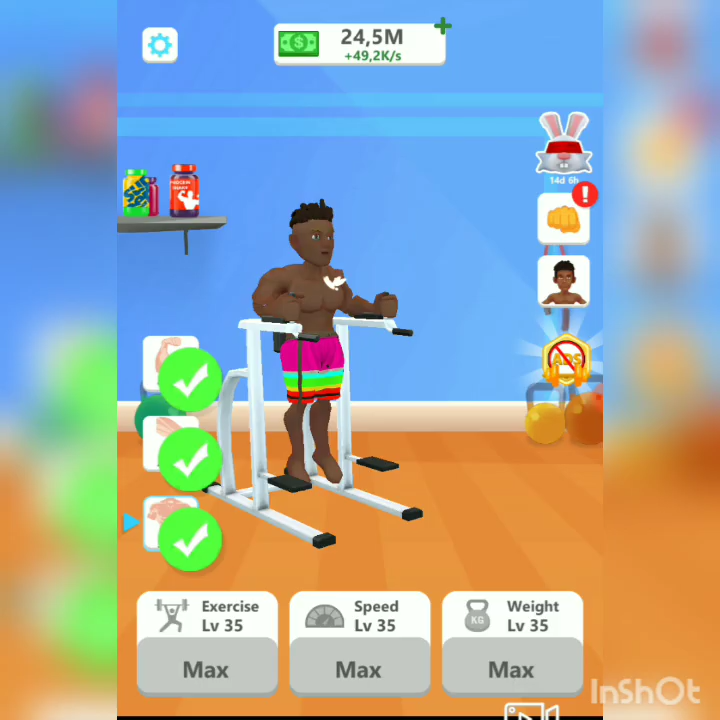 24,5M
+49,2K/s
14d 6h
ADS
Exercise
Lv 35
Speed
Lv 35
KG
Weight
Lv 35
Max
Max
Max
InShOt